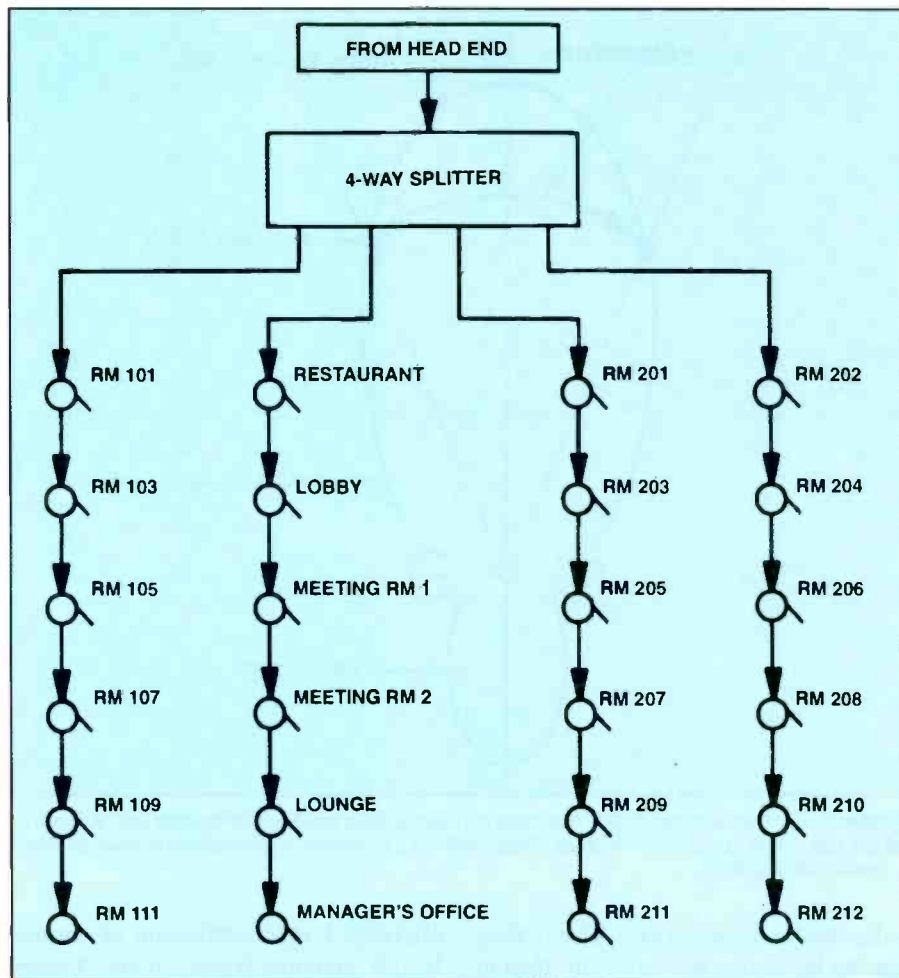 FROM HEAD END
4-WAY SPLITTER
RM 101
RESTAURANT
RM 201
RM 202
RM 103
LOBBY
RM 203
RM 204
RM 105
MEETING RM 1
RM 205
RM 206
RM 107
MEETING RM 2
RM 207
RM 208
RM 109
LOUNGE
RM 209
RM 210
RM 111
MANAGER'S OFFICE
RM 211
RM 212